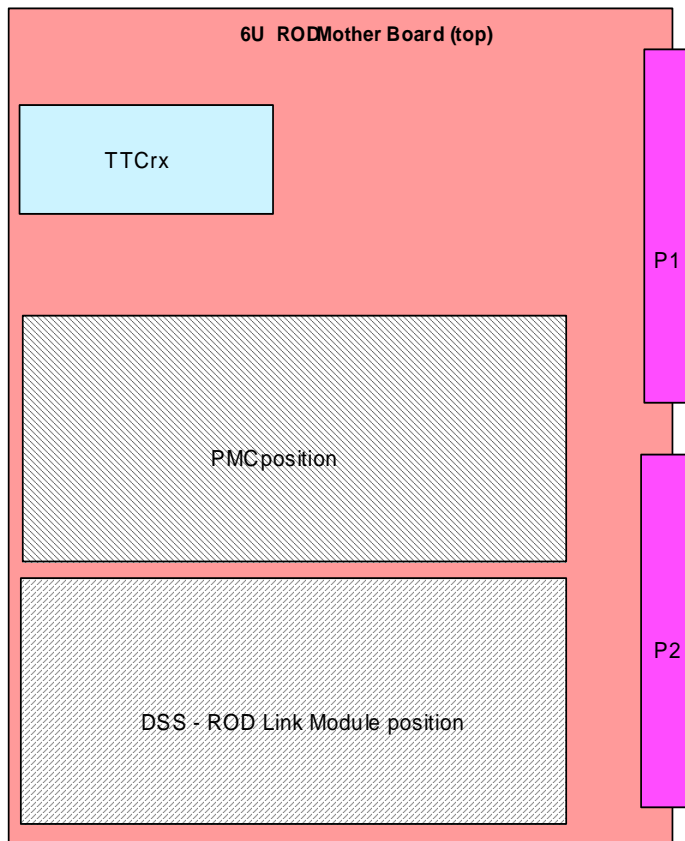 6U RODMother Board (top)
TTCrx
P1
PMCposition
P2
DSS - ROD Link Module position